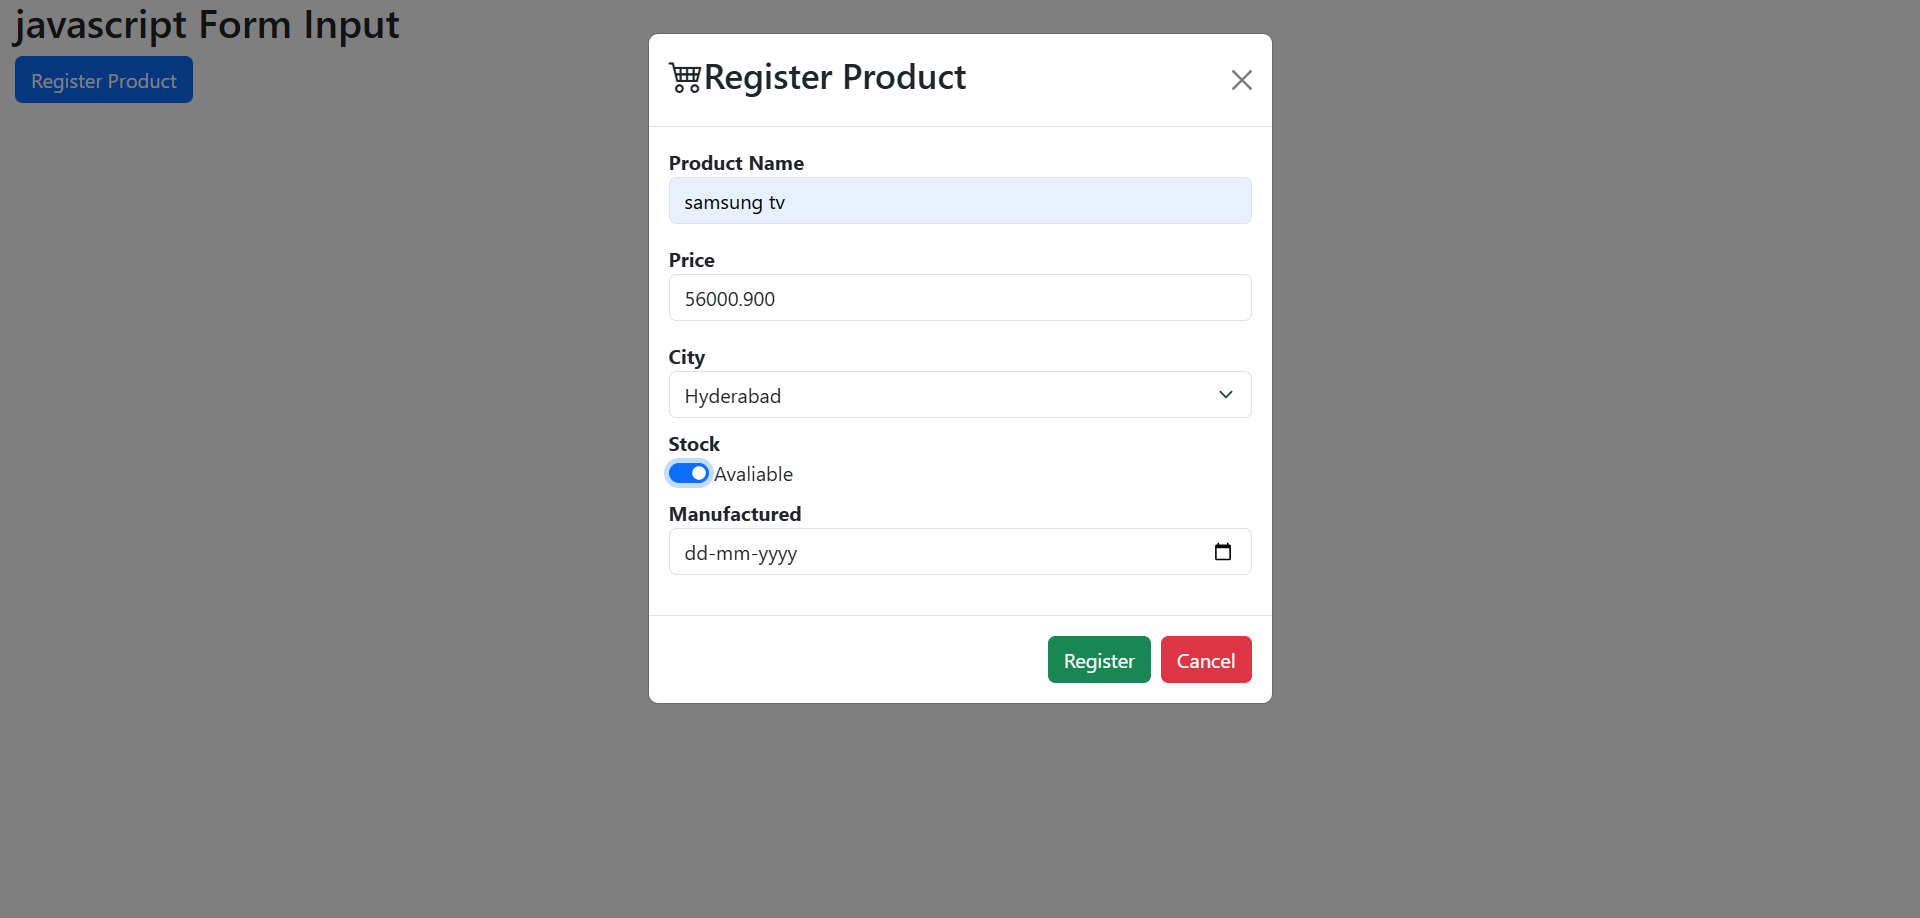 javascript Form Input
Register Product
Register Product
Product Name
samsung tv
Price
56000.900
City
Hyderabad
Stock
Avaliable
Manufactured
dd-mm-yyyy
Register Cancel